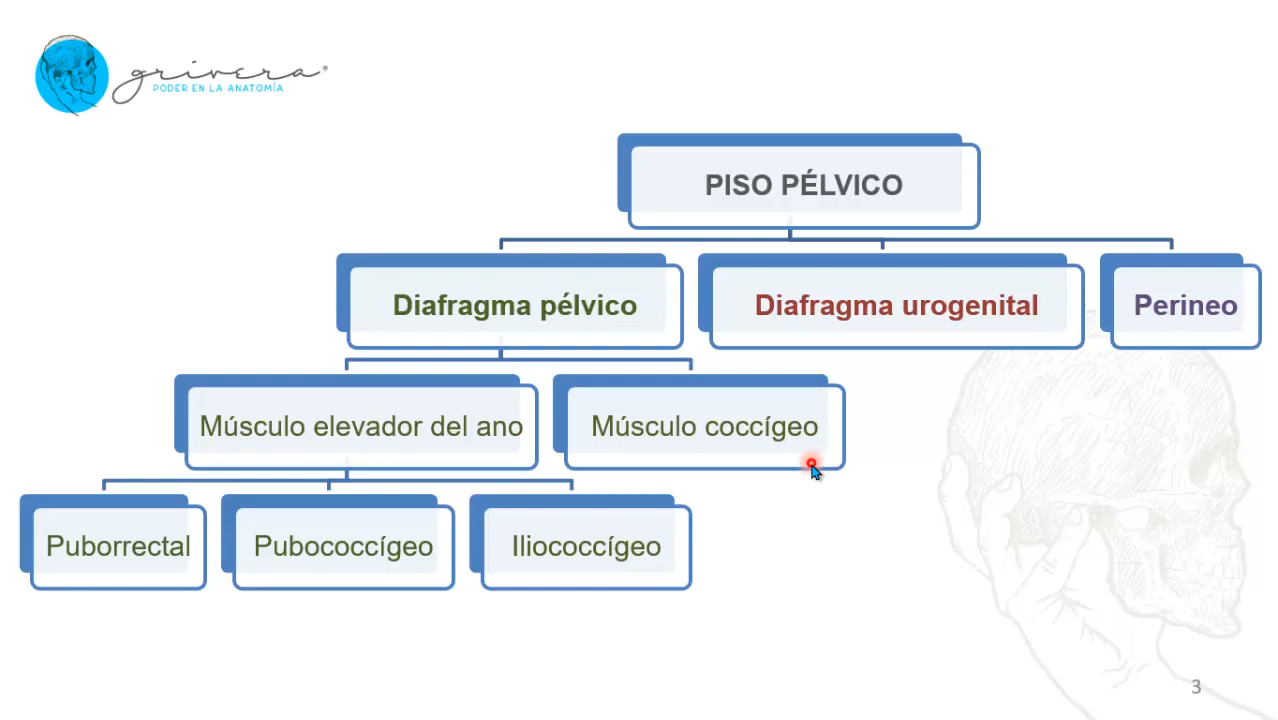 grivera®
PODER EN LA ANATOMÍA
PISO PÉLVICO
Diafragma pélvico
Diafragma urogenital
Perineo
Músculo elevador del ano
Músculo coccígeo
Puborrectal
Pubococcígeo
Iliococcígeo
3